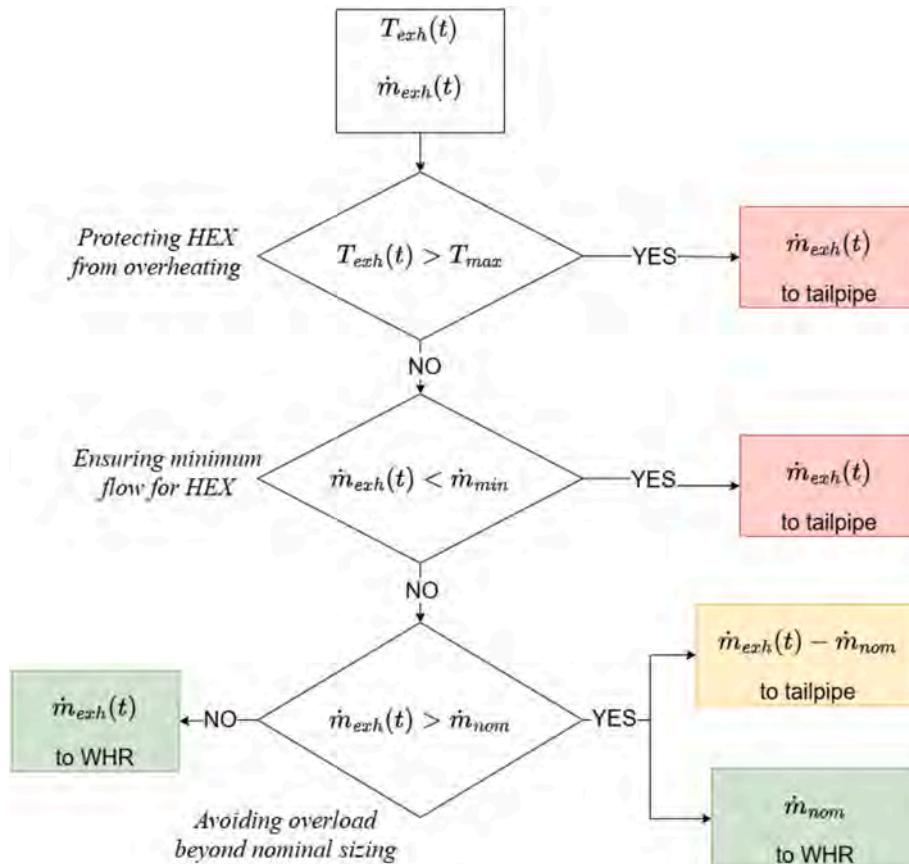 T_exh(t)
ṁ_exh(t)
Protecting HEX
from overheating
T_exh(t) > T_max
YES
ṁ_exh(t)
to tailpipe
NO
Ensuring minimum
flow for HEX
ṁ_exh(t) < ṁ_min
YES
ṁ_exh(t)
to tailpipe
NO
ṁ_exh(t) − ṁ_nom
to tailpipe
ṁ_exh(t)
to WHR
NO
ṁ_exh(t) > ṁ_nom
YES
ṁ_nom
to WHR
Avoiding overload
beyond nominal sizing